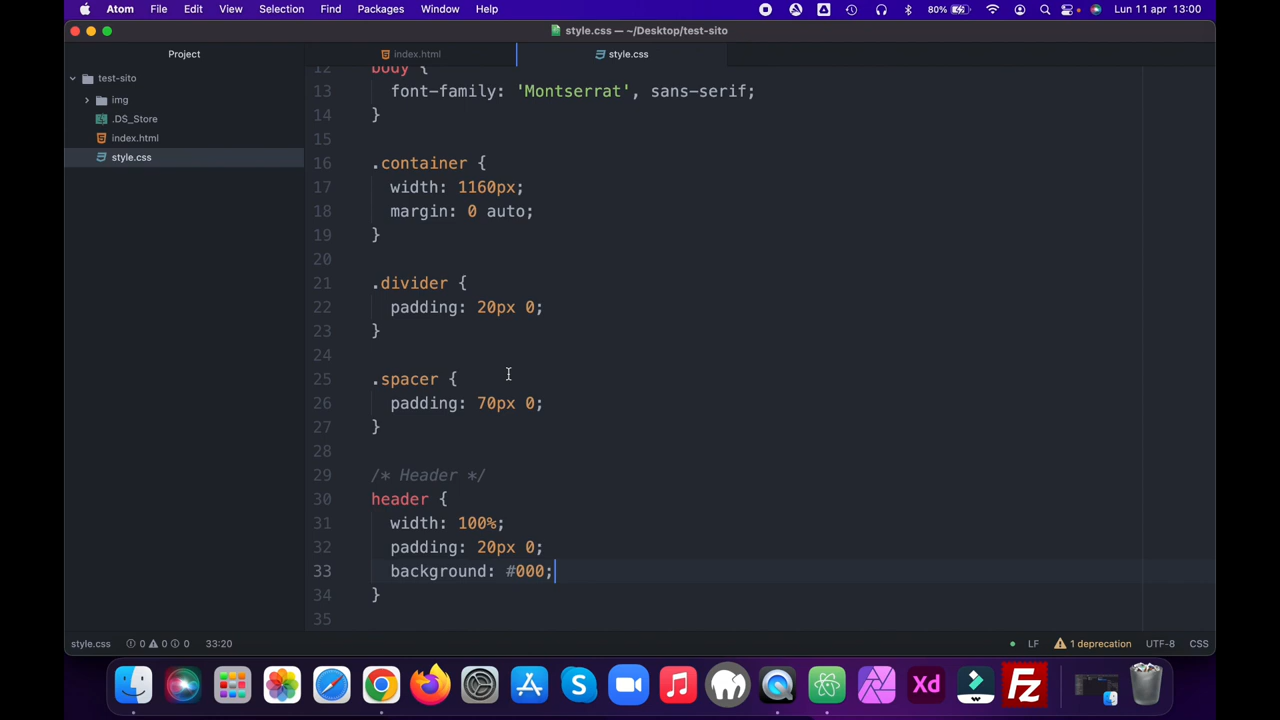 Atom File Edit View Selection Find Packages Window Help 80% Lun 11 apr 13:00
style.css — ~/Desktop/test-sito
Project index.html style.css
test-sito
img
.DS_Store
index.html
style.css
12 body {
13 font-family: 'Montserrat', sans-serif;
14 }
15
16 .container {
17 width: 1160px;
18 margin: 0 auto;
19 }
20
21 .divider {
22 padding: 20px 0;
23 }
24
25 .spacer {
26 padding: 70px 0;
27 }
28
29 /* Header */
30 header {
31 width: 100%;
32 padding: 20px 0;
33 background: #000;
34 }
35
style.css 0 0 0 33:20 LF 1 deprecation UTF-8 CSS
S Xd Fz